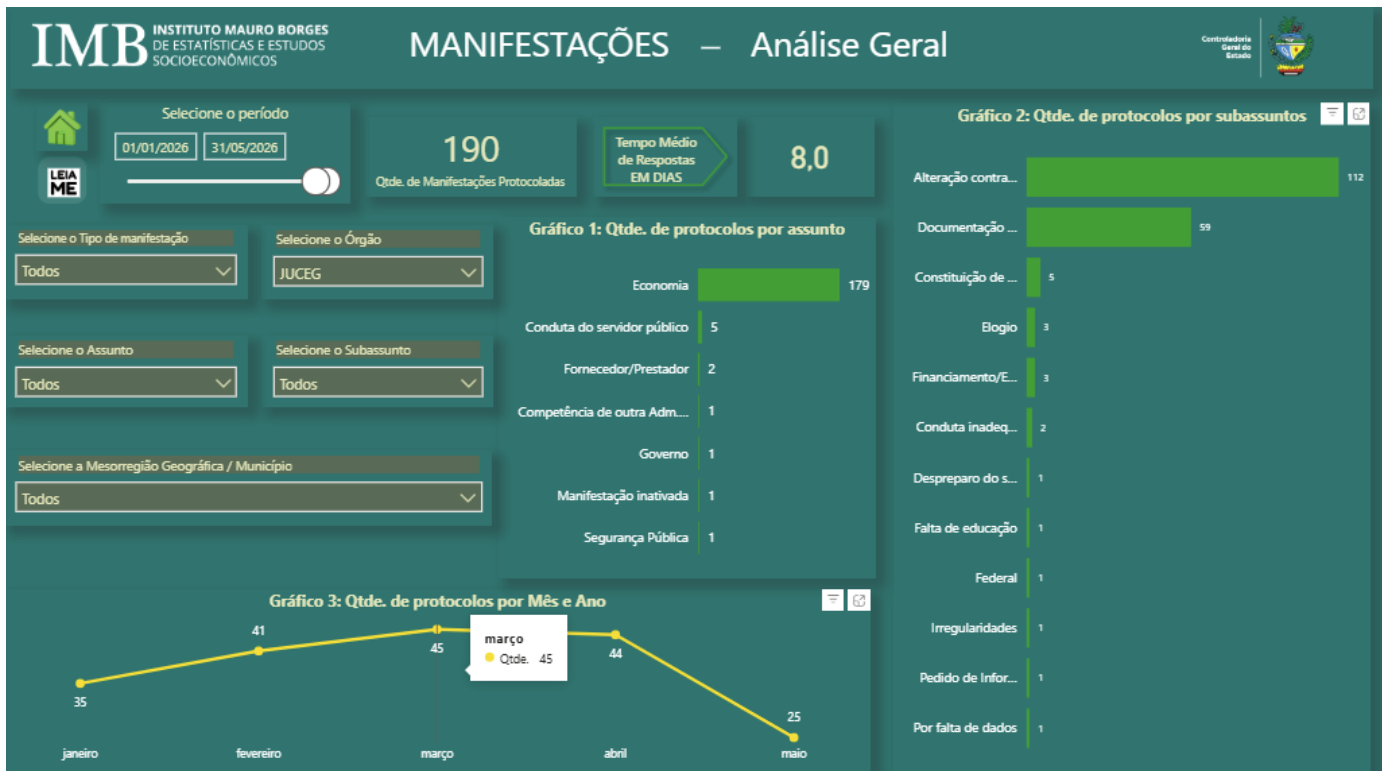 IMB INSTITUTO MAURO BORGES
DE ESTATÍSTICAS E ESTUDOS
SOCIOECONÔMICOS
MANIFESTAÇÕES – Análise Geral
Controladoria
Geral do
Estado
Selecione o período
01/01/2026 31/05/2026
LEIA
ME
190
Qtde. de Manifestações Protocoladas
Tempo Médio
de Respostas
EM DIAS
8,0
Selecione o Tipo de manifestação
Todos
Selecione o Órgão
JUCEG
Selecione o Assunto
Todos
Selecione o Subassunto
Todos
Selecione a Mesorregião Geográfica / Município
Todos
Gráfico 1: Qtde. de protocolos por assunto
Economia 179
Conduta do servidor público 5
Fornecedor/Prestador 2
Competência de outra Adm.... 1
Governo 1
Manifestação inativada 1
Segurança Pública 1
Gráfico 2: Qtde. de protocolos por subassuntos
Alteração contra... 112
Documentação ... 59
Constituição de ... 5
Elogio 3
Financiamento/E... 3
Conduta inadeq... 2
Despreparo do s... 1
Falta de educação 1
Federal 1
Irregularidades 1
Pedido de Infor... 1
Por falta de dados 1
Gráfico 3: Qtde. de protocolos por Mês e Ano
35
41
45
março
Qtde. 45
44
25
janeiro fevereiro março abril maio